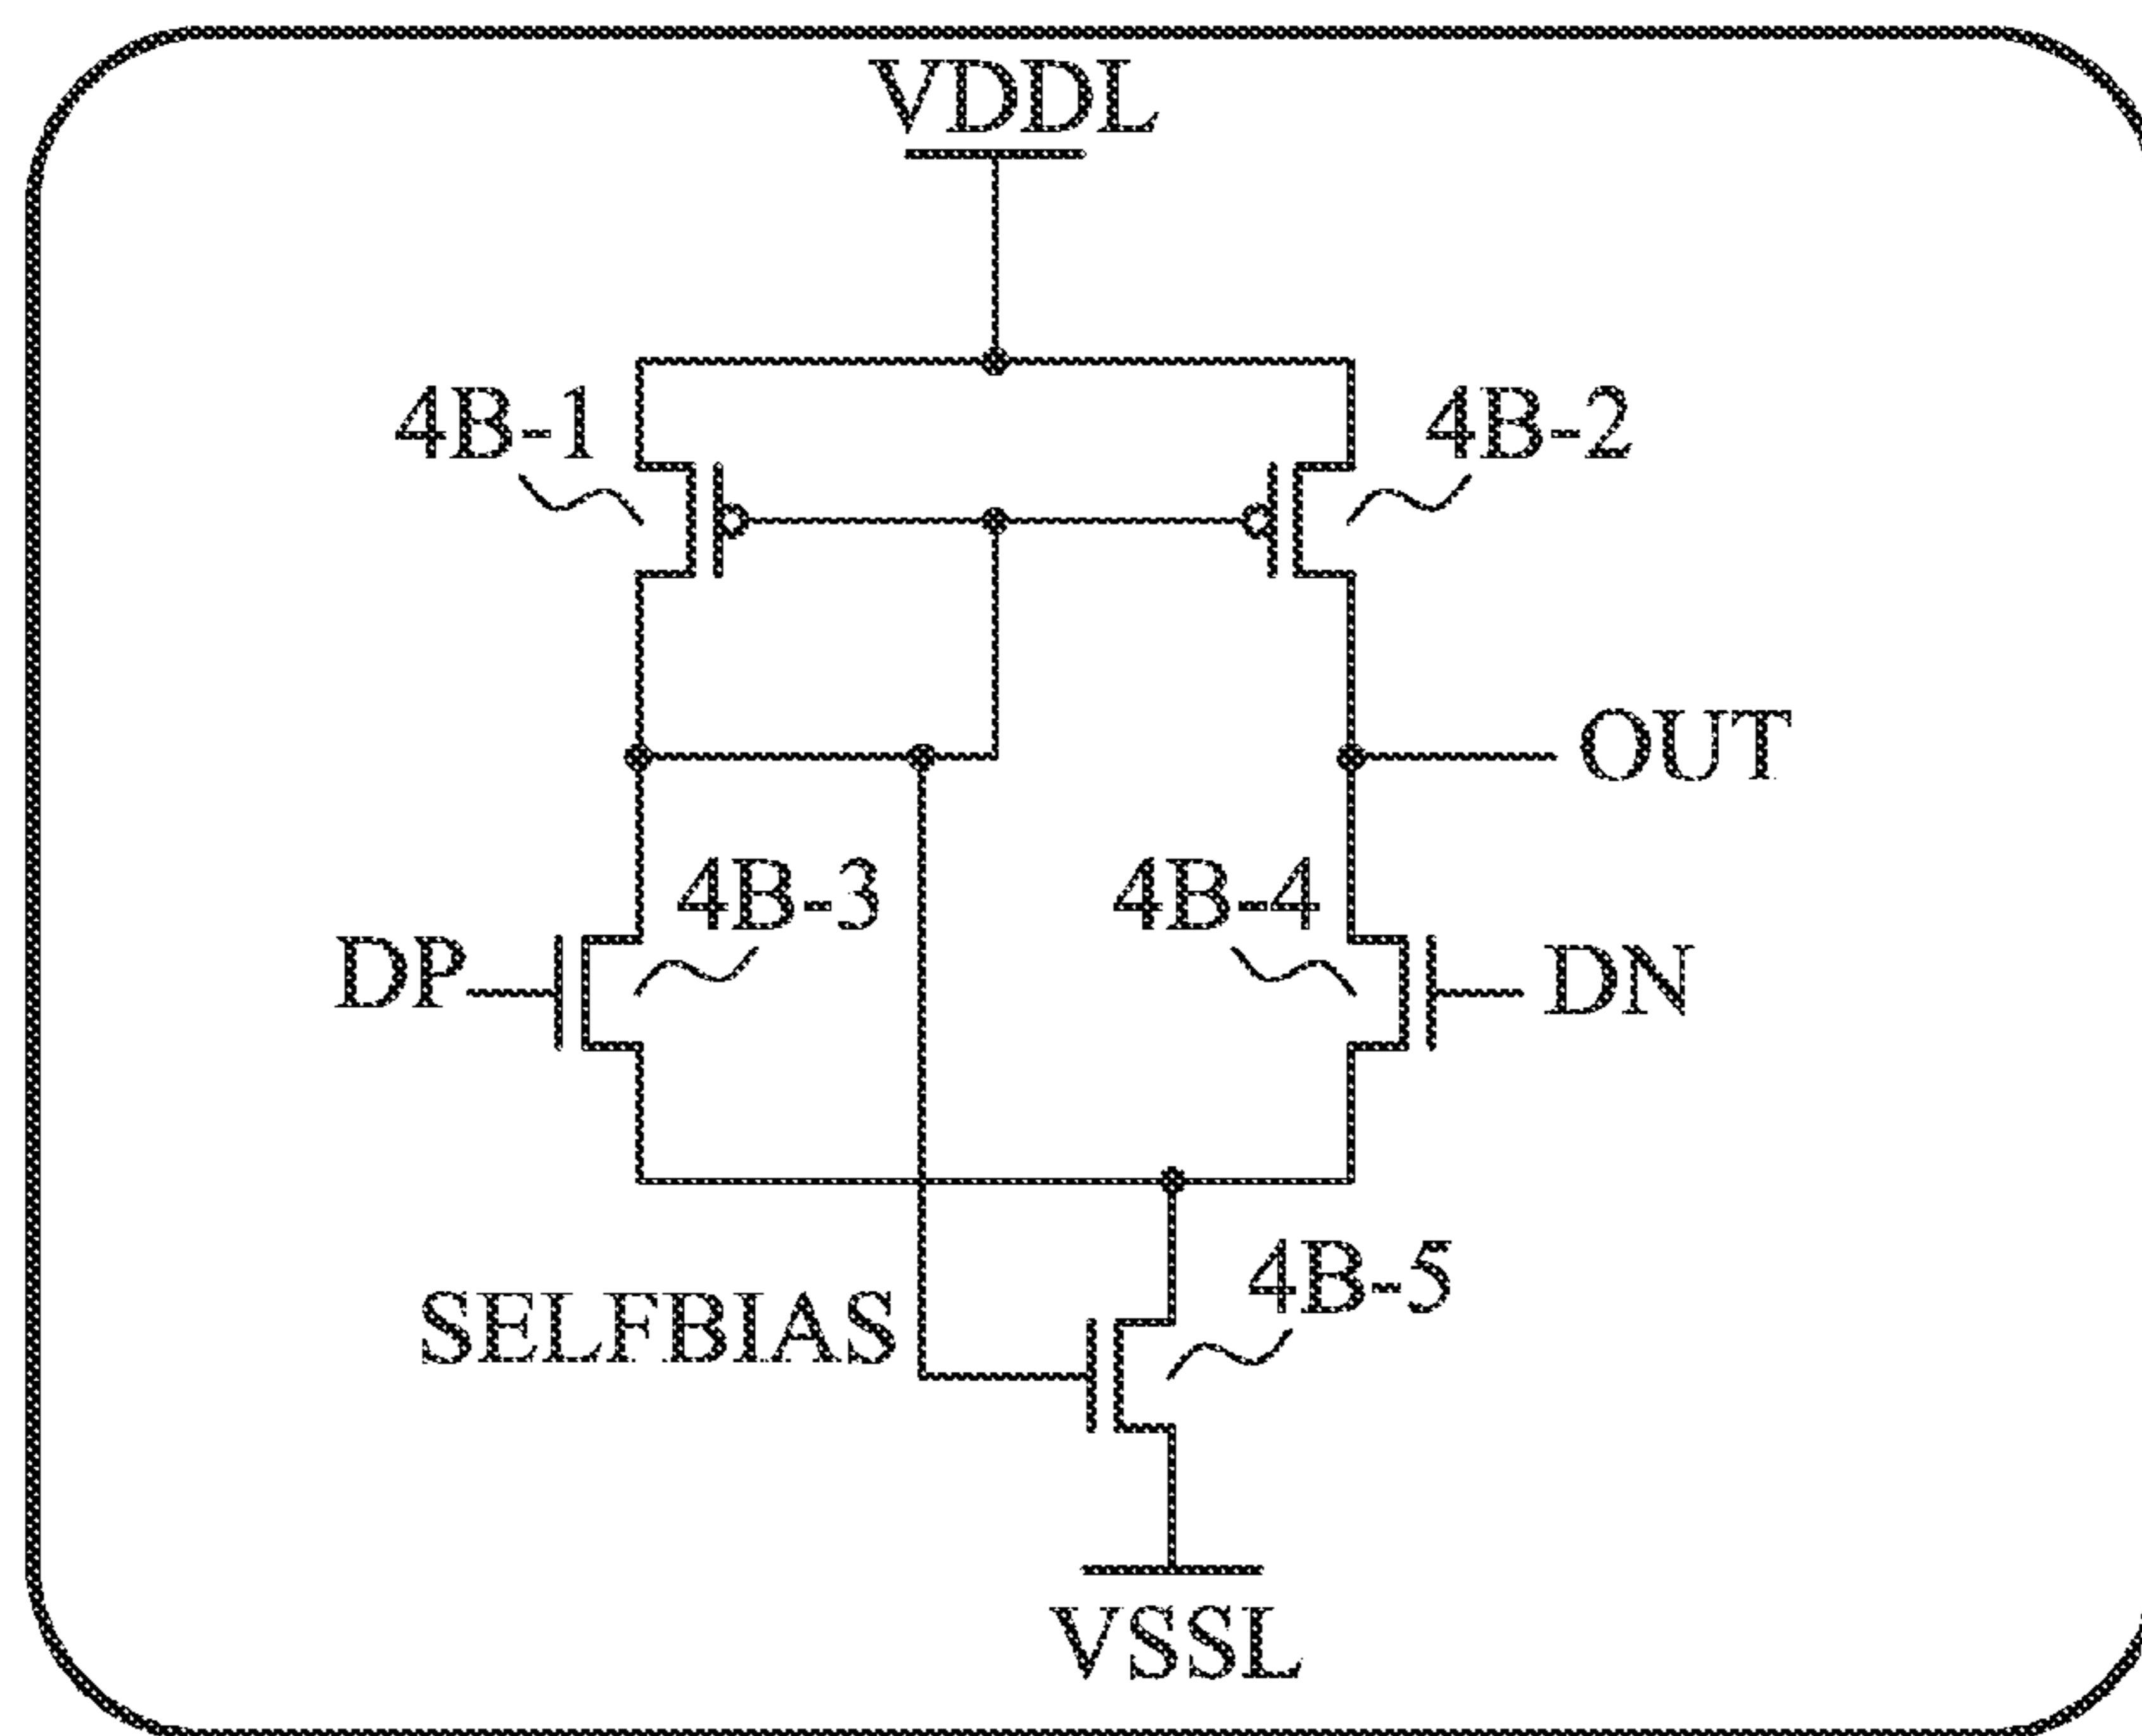 VDDL
4B-1
4B-2
OUT
4B-3
4B-4
DP
DN
SELFBIAS
4B-5
VSSL